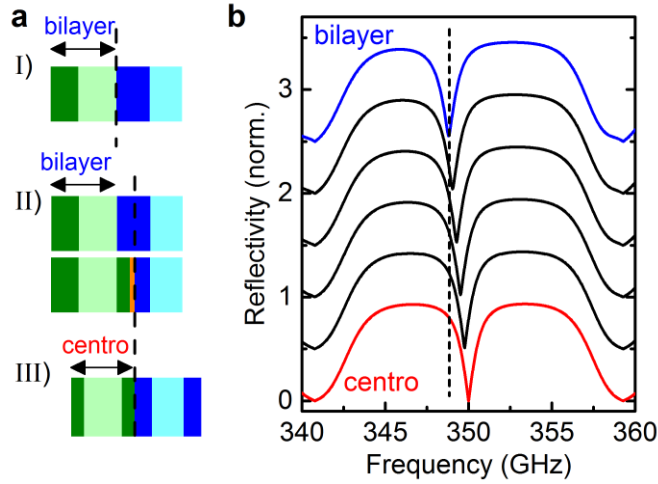 a
bilayer
I)
bilayer
II)
centro
III)
b
bilayer
centro
Reflectivity (norm.)
3
2
1
0
340 345 350 355 360
Frequency (GHz)